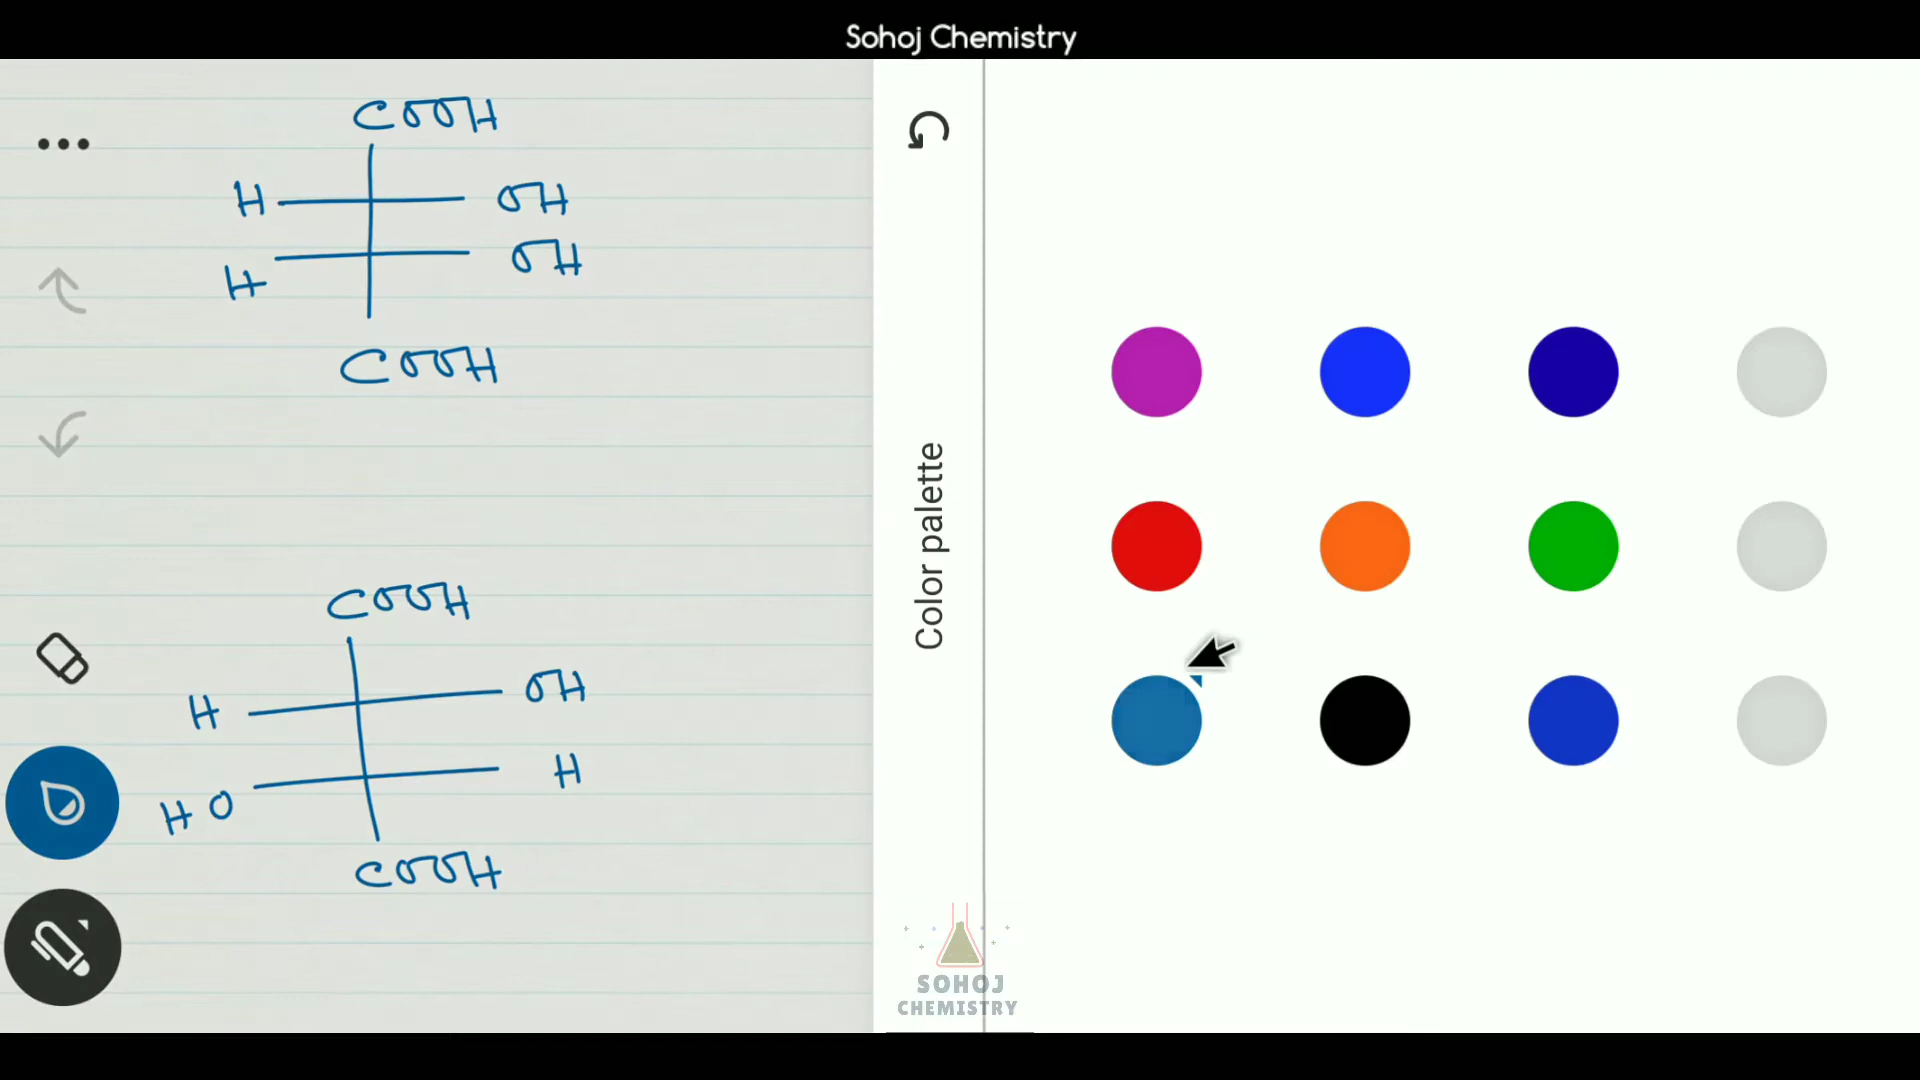 Sohoj Chemistry
COOH
H OH
H OH
COOH
COOH
H OH
HO H
COOH
Color palette
SOHOJ
CHEMISTRY